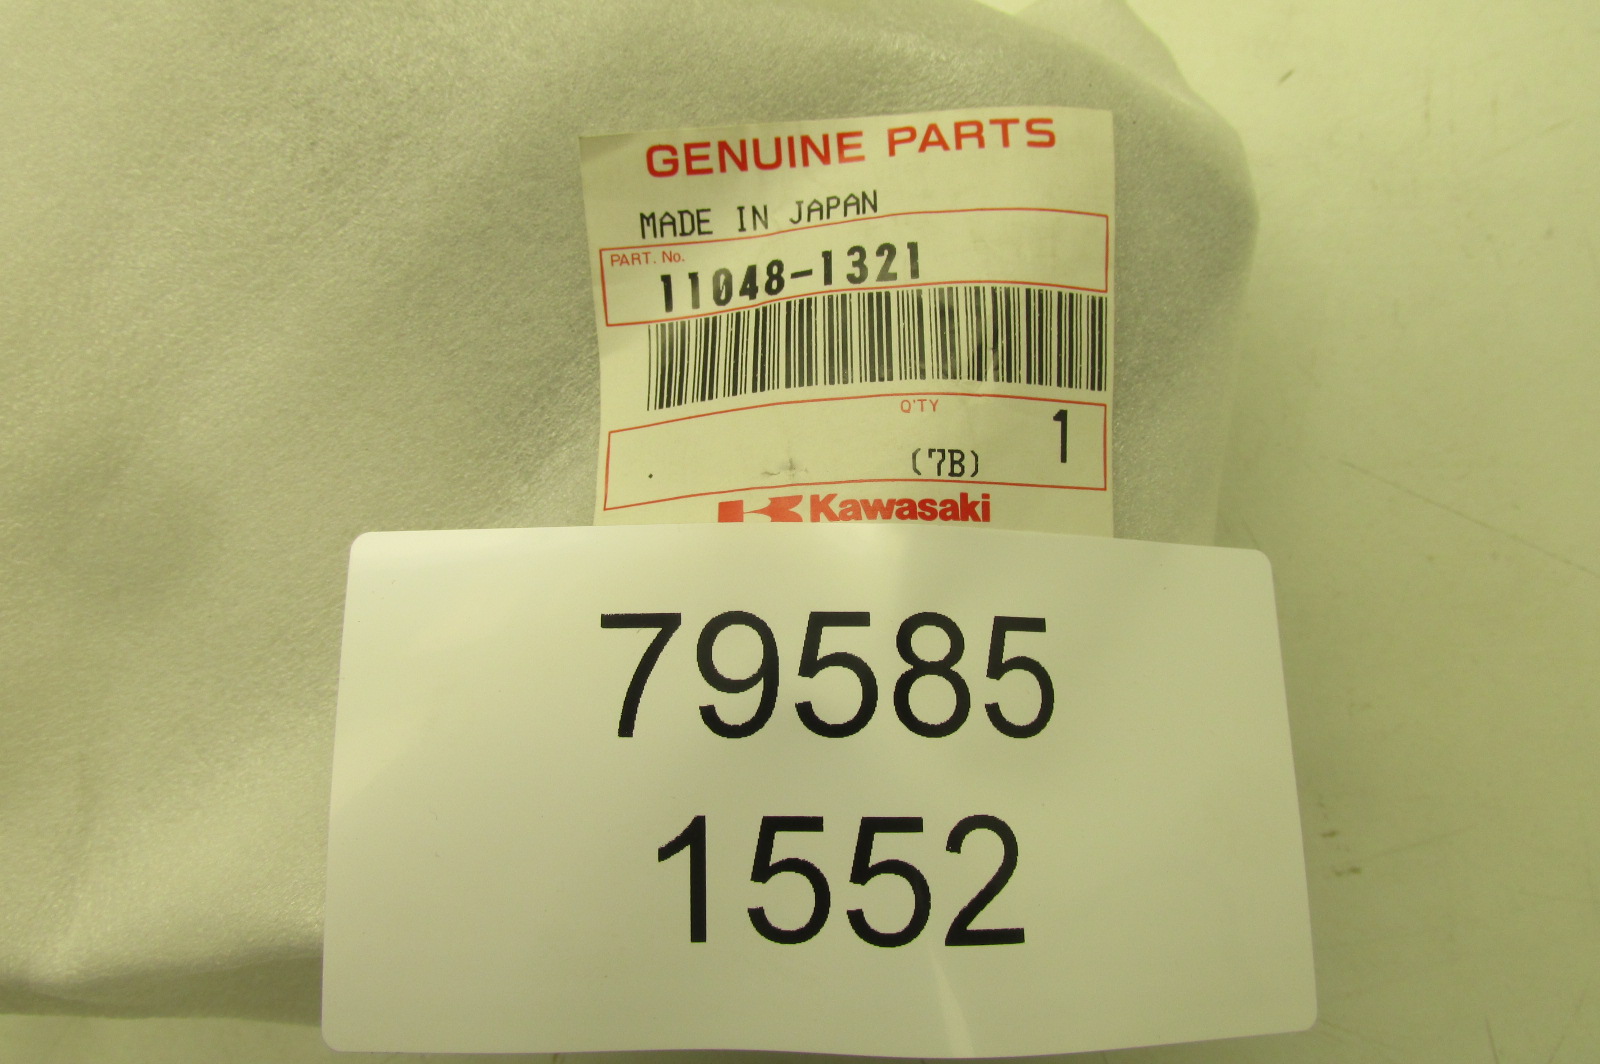 GENUINE PARTS
MADE IN JAPAN
PART. No.
11048-1321
Q'TY
1
(7B)
Kawasaki
79585
1552